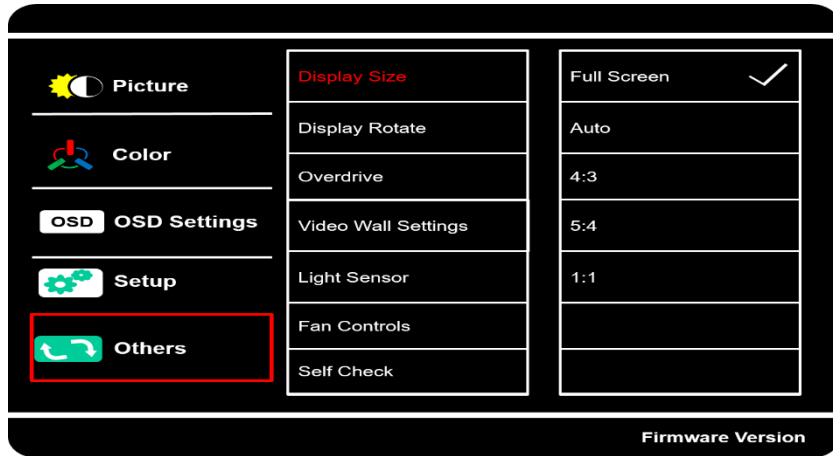 Picture
Color
OSD OSD Settings
Setup
Others
Display Size
Display Rotate
Overdrive
Video Wall Settings
Light Sensor
Fan Controls
Self Check
Full Screen
Auto
4:3
5:4
1:1
Firmware Version